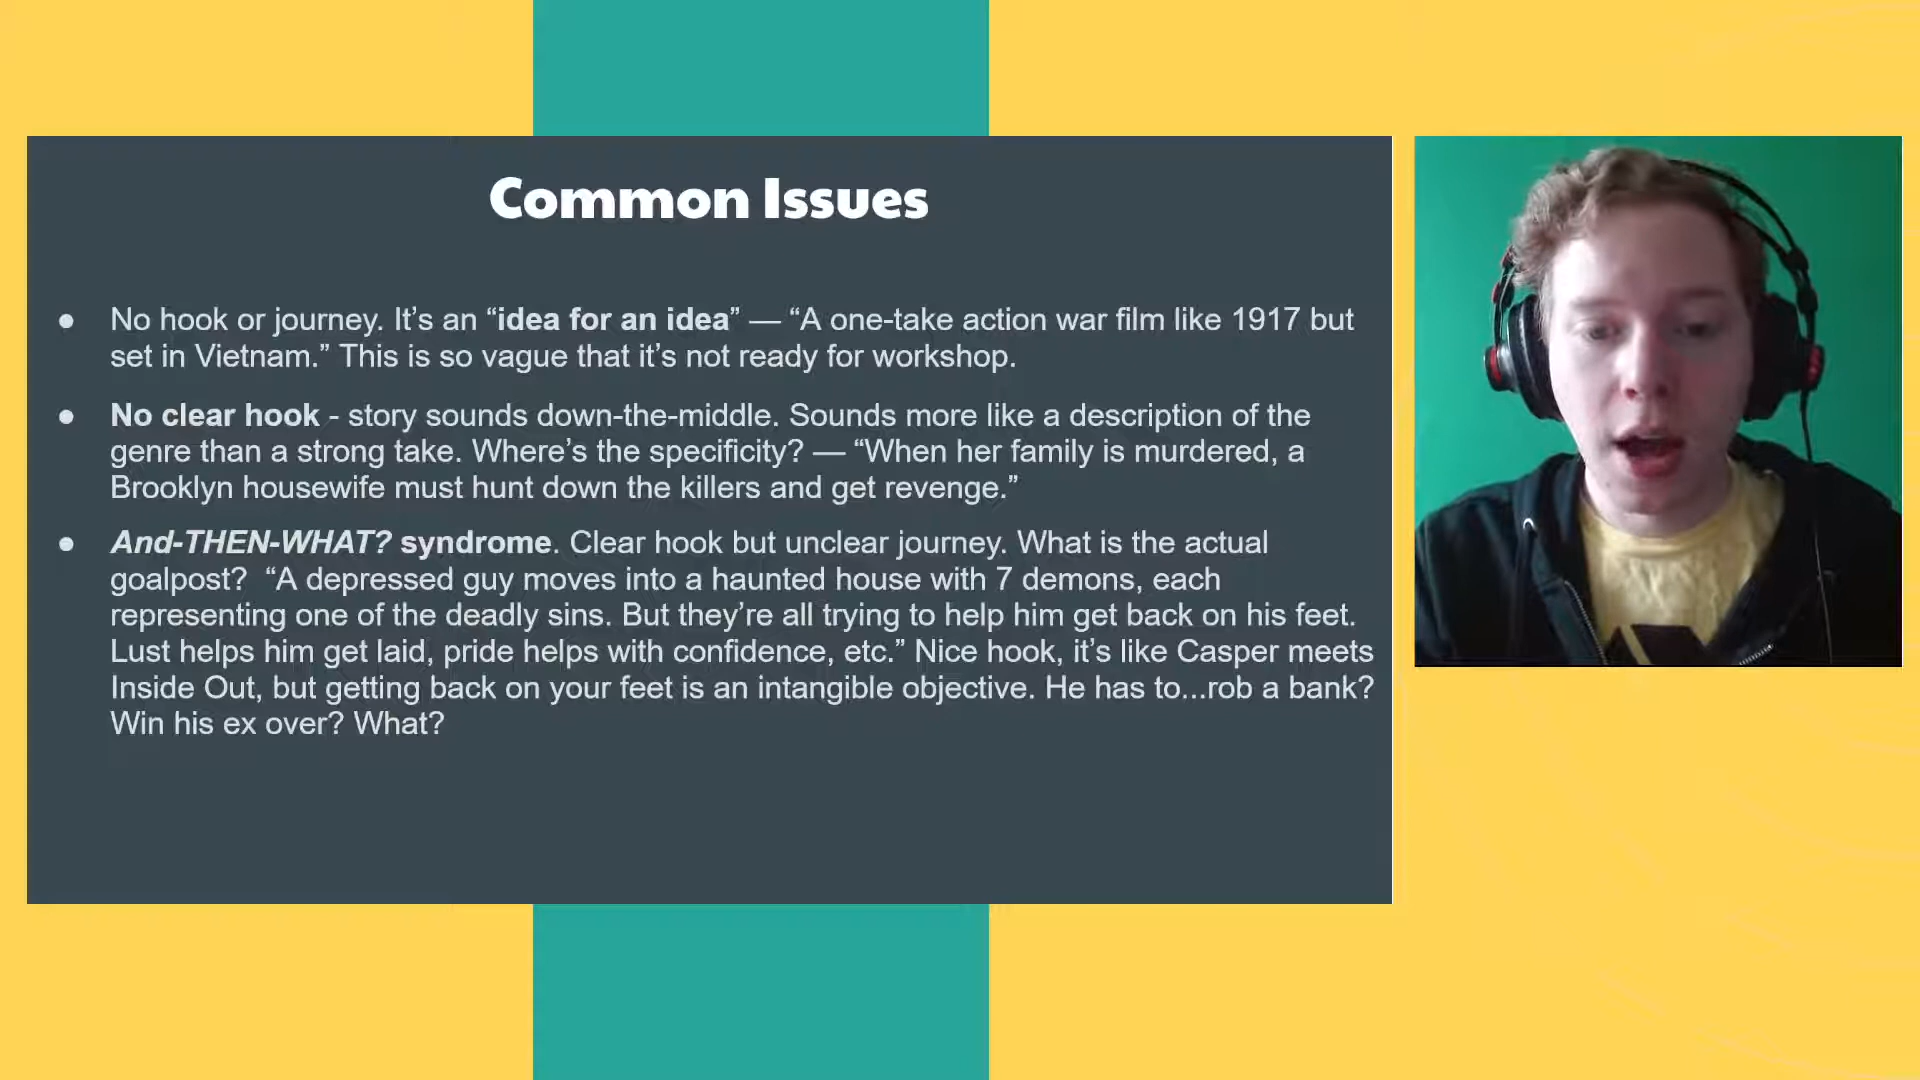 Common Issues
● No hook or journey. It’s an “idea for an idea” — “A one-take action war film like 1917 but
set in Vietnam.” This is so vague that it’s not ready for workshop.
● No clear hook - story sounds down-the-middle. Sounds more like a description of the
genre than a strong take. Where’s the specificity? — “When her family is murdered, a
Brooklyn housewife must hunt down the killers and get revenge.”
● And-THEN-WHAT? syndrome. Clear hook but unclear journey. What is the actual
goalpost?  “A depressed guy moves into a haunted house with 7 demons, each
representing one of the deadly sins. But they’re all trying to help him get back on his feet.
Lust helps him get laid, pride helps with confidence, etc.” Nice hook, it’s like Casper meets
Inside Out, but getting back on your feet is an intangible objective. He has to...rob a bank?
Win his ex over? What?